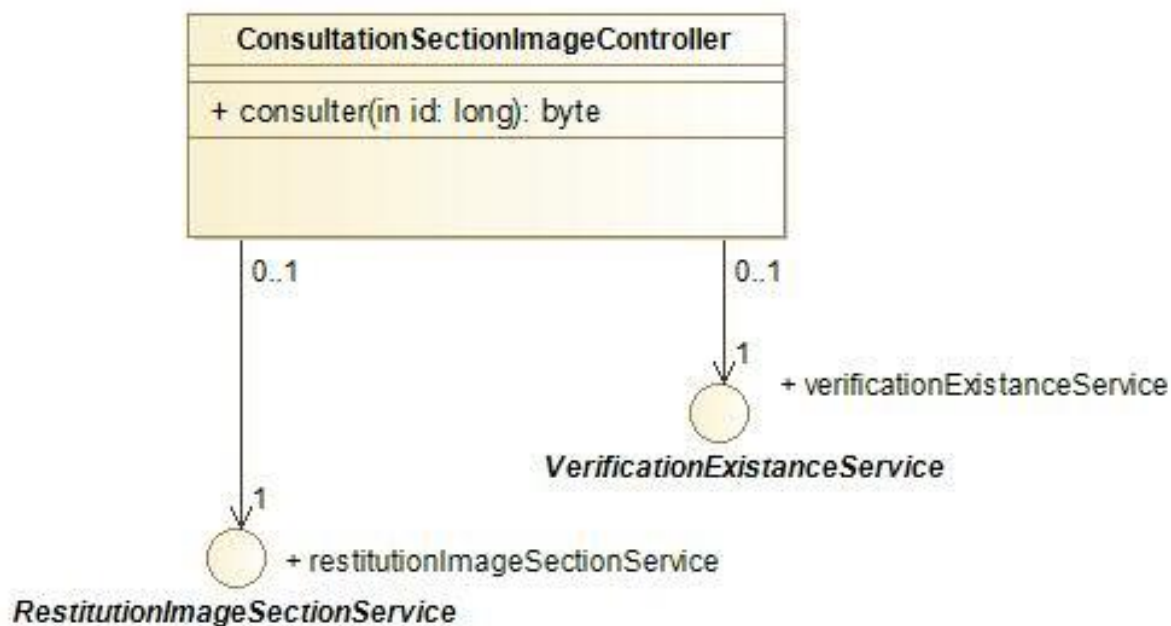 ConsultationSectionImageController
+ consulter(in id: long): byte
0..1
0..1
1
+ verificationExistanceService
VerificationExistanceService
1
+ restitutionImageSectionService
RestitutionImageSectionService